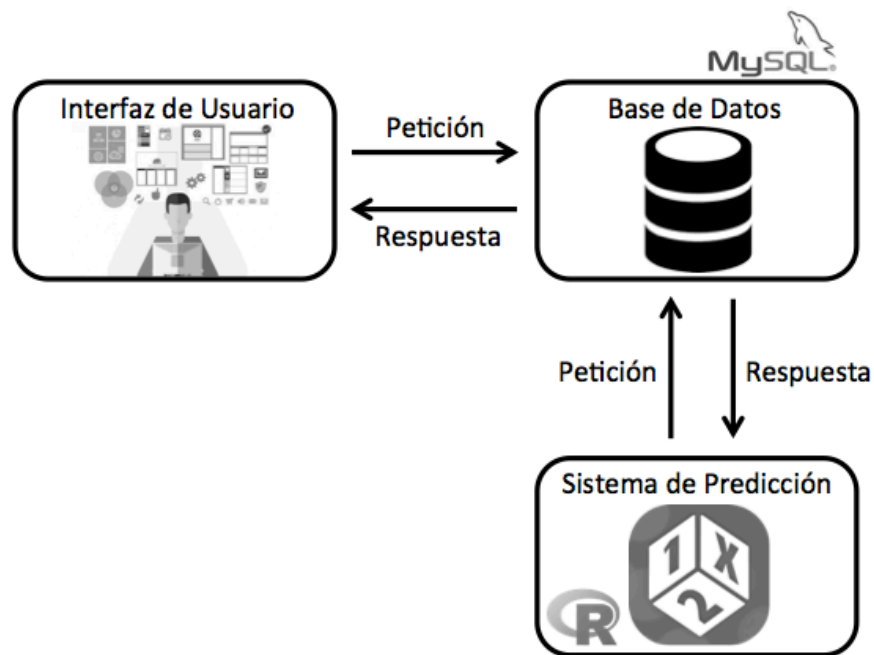 MySQL®
Interfaz de Usuario
Petición
Respuesta
Base de Datos
Petición
Respuesta
Sistema de Predicción
1 X
2
R